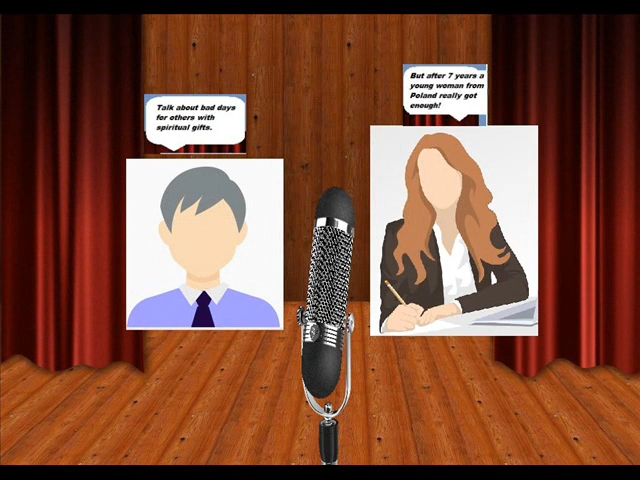 Talk about bad days
for others with
spiritual gifts.
But after 7 years a
young woman from
Poland really got
enough!